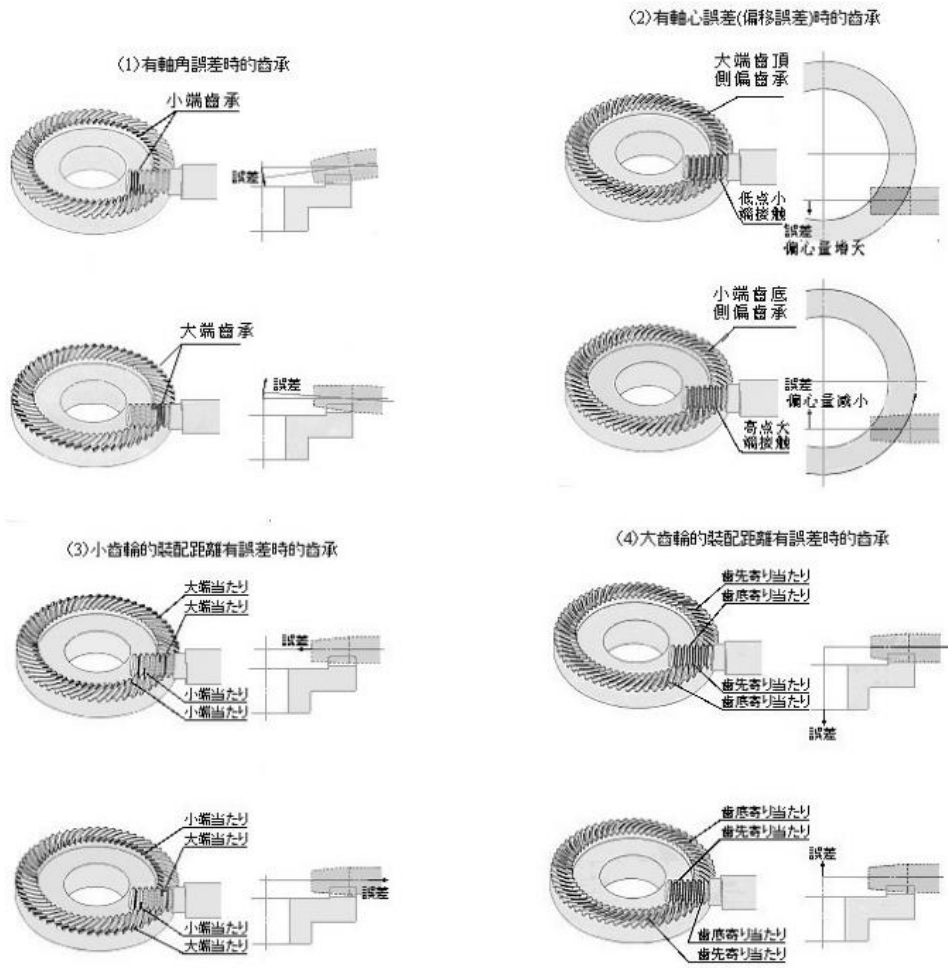 (1)有軸角誤差時的齒承
小端齒承
誤差
大端齒承
誤差
(2)有軸心誤差(偏移誤差)時的齒承
大端齒頂
側偏齒承
低点小
端接触
誤差
偏心量增大
小端齒底
側偏齒承
誤差
偏心量減小
高点大
端接触
(3)小齒輪的裝配距離有誤差時的齒承
大端当たり
大端当たり
誤差
小端当たり
小端当たり
小端当たり
大端当たり
誤差
小端当たり
大端当たり
(4)大齒輪的裝配距離有誤差時的齒承
歯先寄り当たり
歯底寄り当たり
歯先寄り当たり
歯底寄り当たり
誤差
歯底寄り当たり
歯先寄り当たり
誤差
歯底寄り当たり
歯先寄り当たり